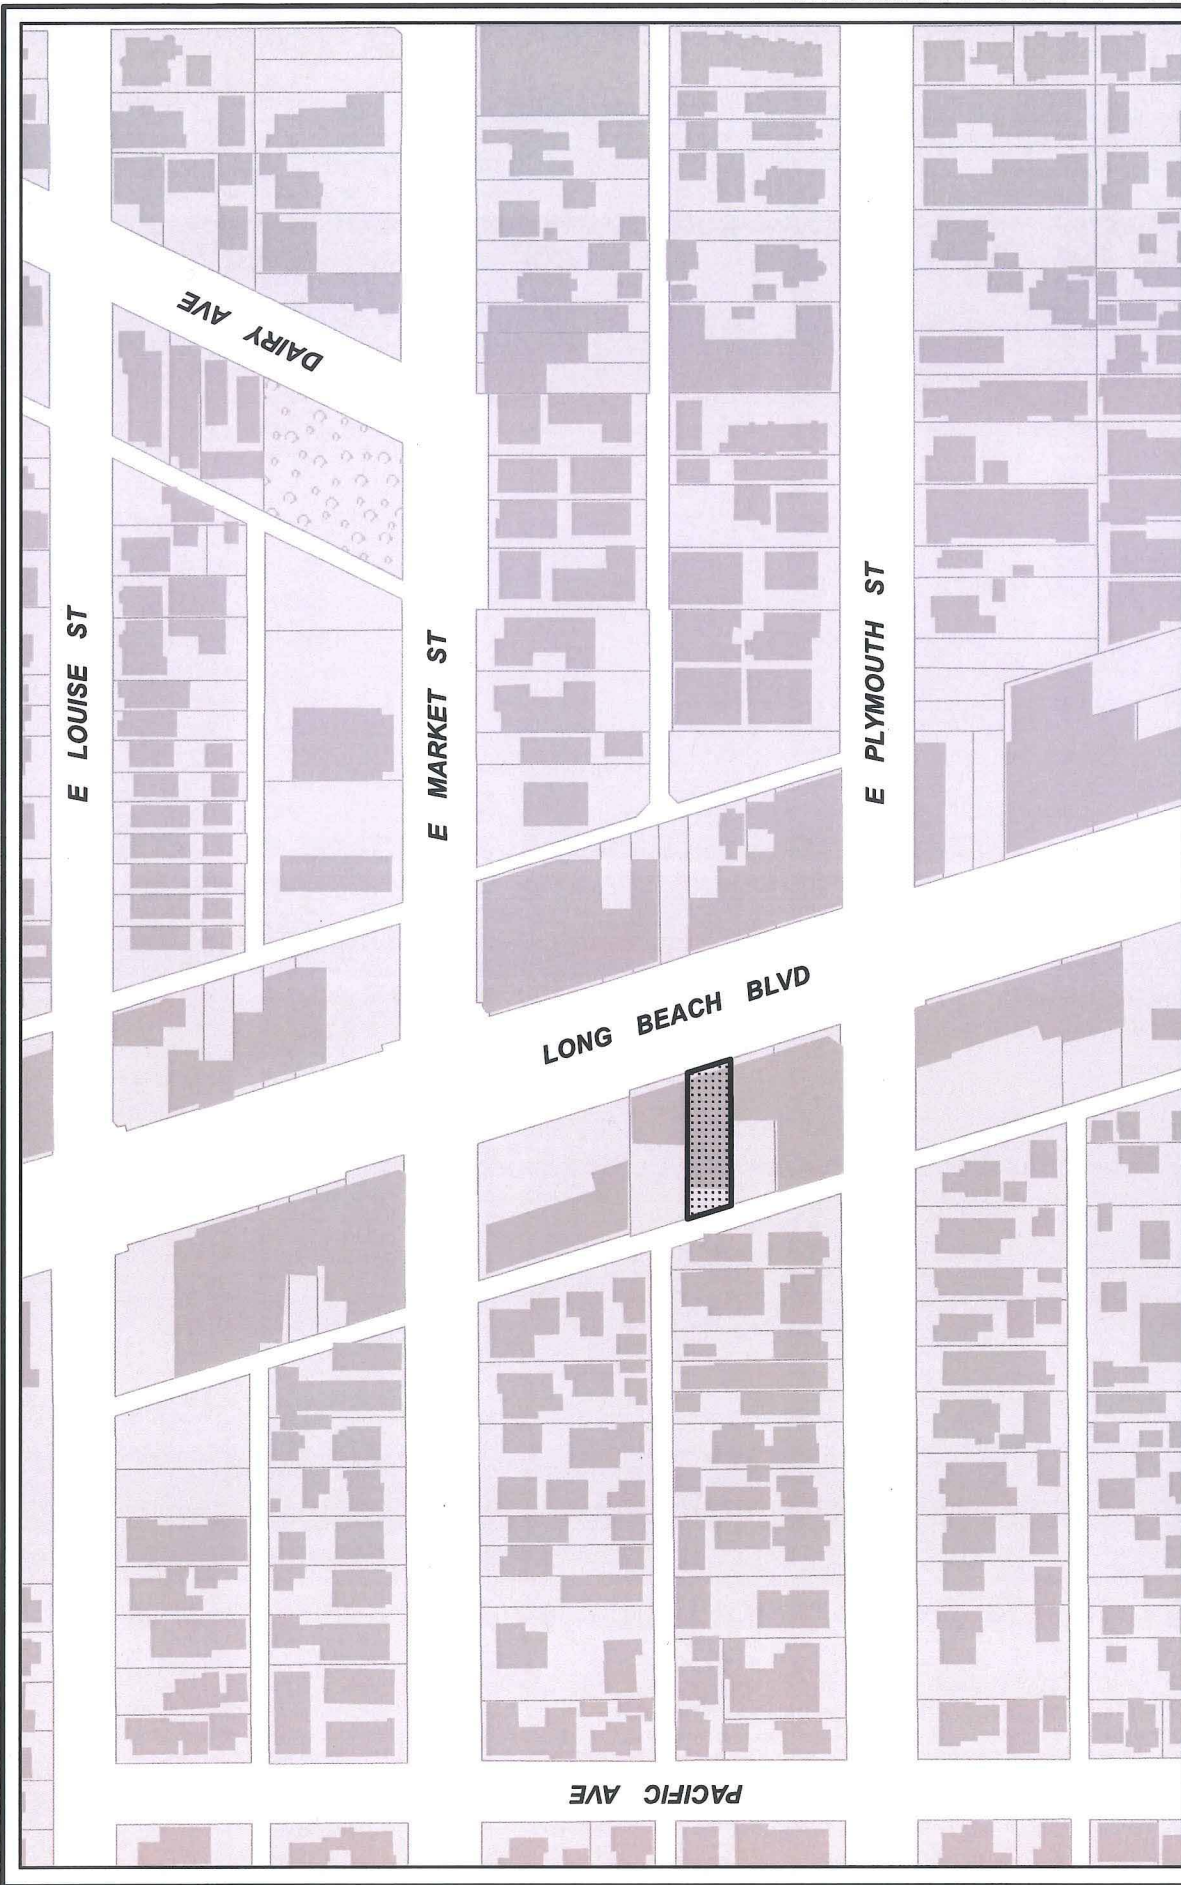 DAIRY AVE
E LOUISE ST
E MARKET ST
E PLYMOUTH ST
LONG BEACH BLVD
PACIFIC AVE